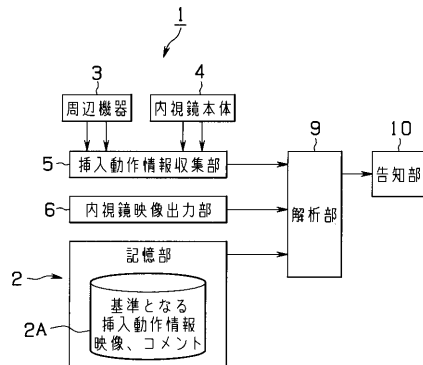 1
3
4
周辺機器
内視鏡本体
9
10
5
挿入動作情報収集部
告知部
6
内視鏡映像出力部
解析部
記憶部
2
2A
基準となる
挿入動作情報
映像、コメント